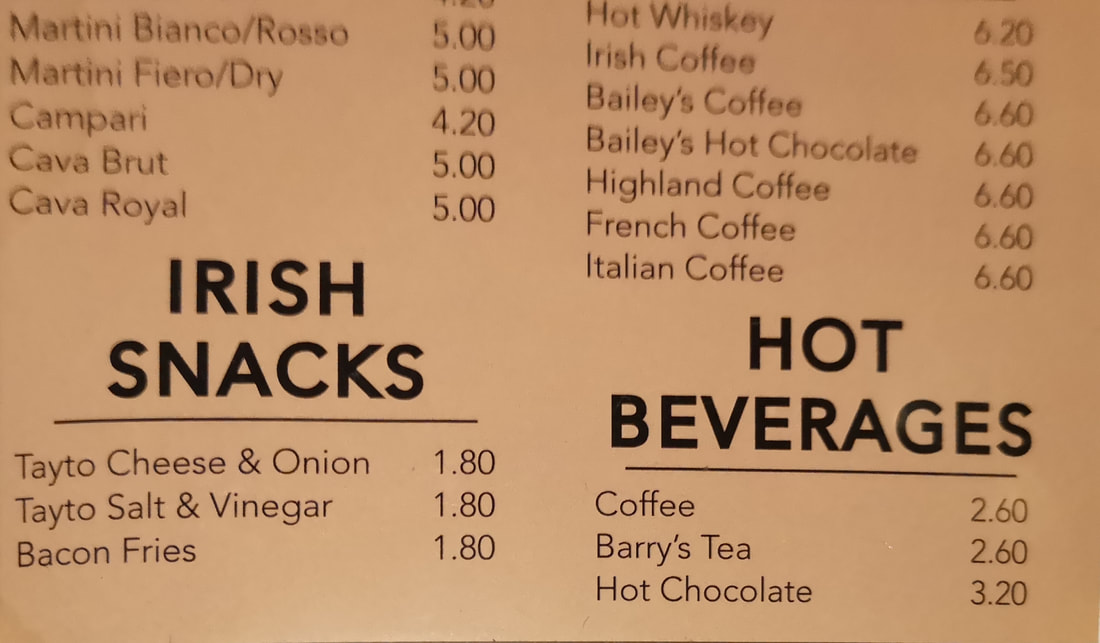 Martini Bianco/Rosso 5.00
Martini Fiero/Dry 5.00
Campari 4.20
Cava Brut 5.00
Cava Royal 5.00
IRISH
SNACKS
Tayto Cheese & Onion 1.80
Tayto Salt & Vinegar 1.80
Bacon Fries 1.80
Hot Whiskey 6.20
Irish Coffee 6.50
Bailey's Coffee 6.60
Bailey's Hot Chocolate 6.60
Highland Coffee 6.60
French Coffee 6.60
Italian Coffee 6.60
HOT
BEVERAGES
Coffee 2.60
Barry's Tea 2.60
Hot Chocolate 3.20